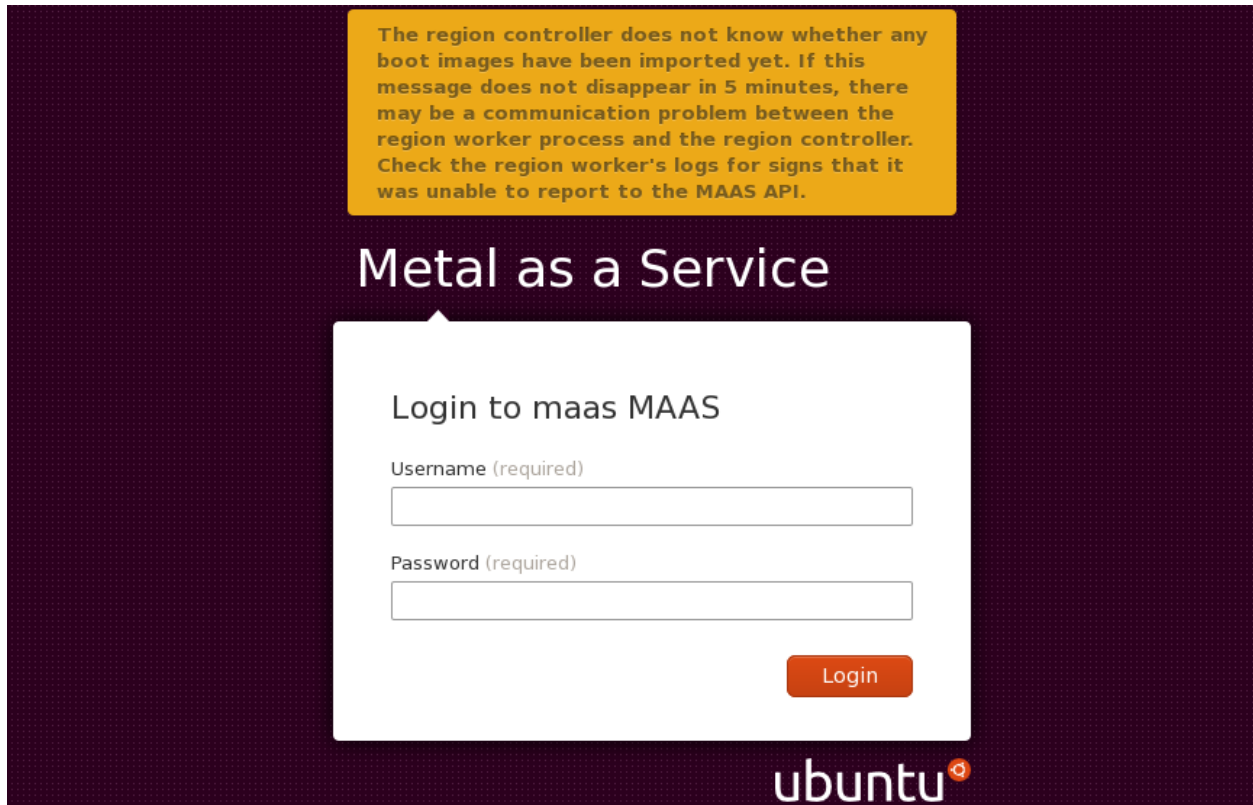 The region controller does not know whether any
boot images have been imported yet. If this
message does not disappear in 5 minutes, there
may be a communication problem between the
region worker process and the region controller.
Check the region worker's logs for signs that it
was unable to report to the MAAS API.
Metal as a Service
Login to maas MAAS
Username (required)
Password (required)
Login
ubuntu